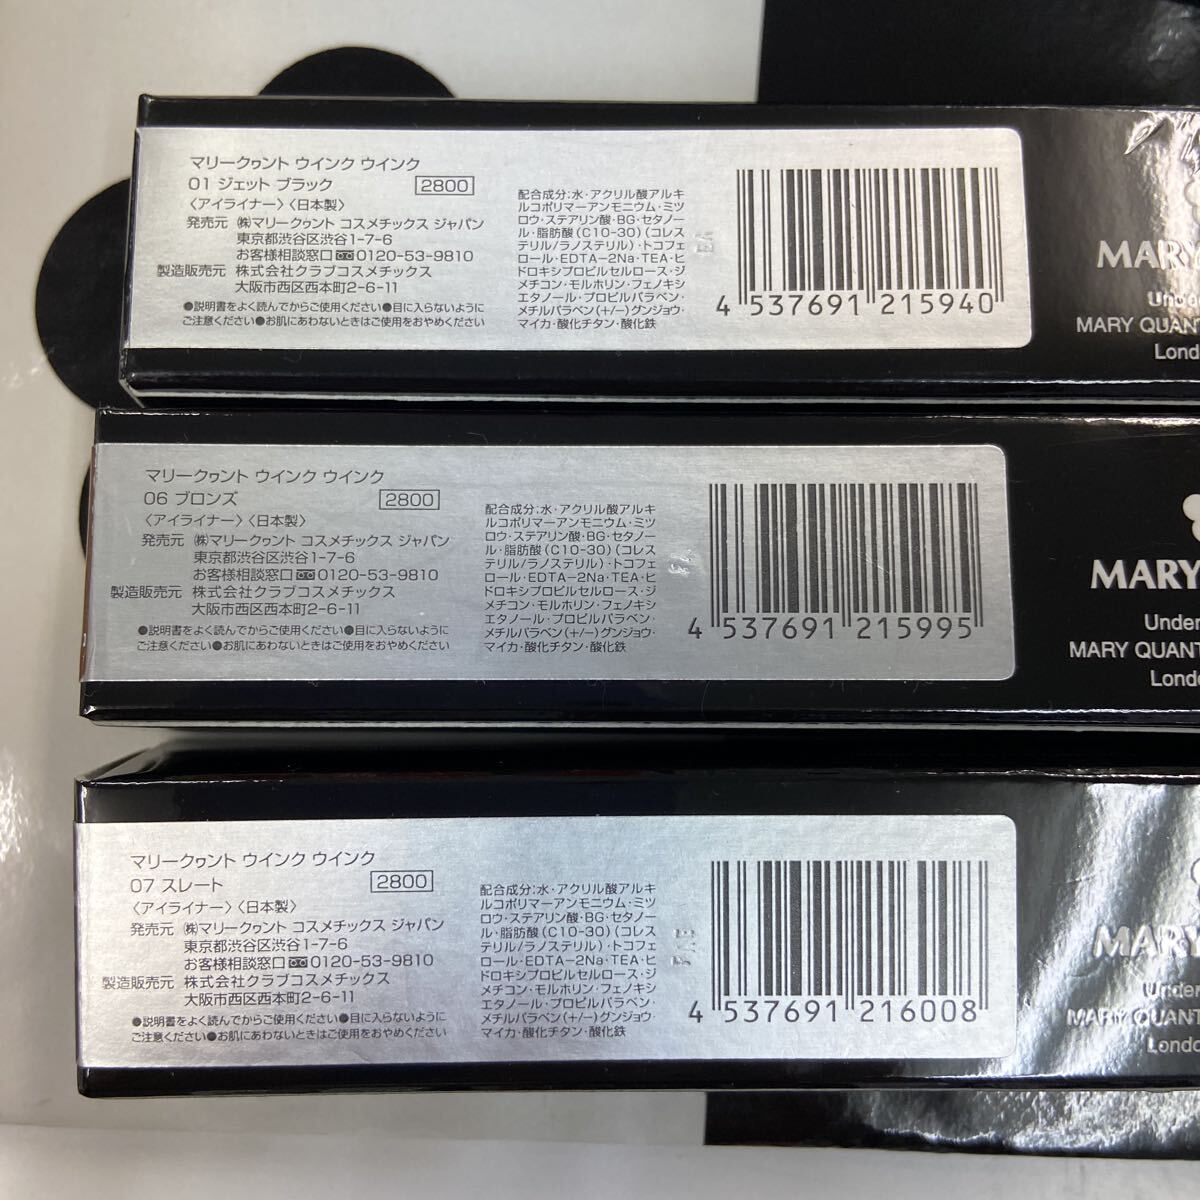 マリークヮント ウインク ウインク
01 ジェット ブラック 2800
〈アイライナー〉〈日本製〉
発売元 ㈱マリークヮント コスメチックス ジャパン
東京都渋谷区渋谷1-7-6
お客様相談窓口 0120-53-9810
製造販売元 株式会社クラブコスメチックス
大阪市西区西本町2-6-11
●説明書をよく読んでからご使用ください●目に入らないように
ご注意ください●お肌にあわないときはご使用をおやめください
配合成分:水・アクリル酸アルキ
ルコポリマーアンモニウム・ミツ
ロウ・ステアリン酸・BG・セタノー
ル・脂肪酸(C10-30)(コレス
テリル/ラノステリル)・トコフェ
ロール・EDTA-2Na・TEA・ヒ
ドロキシプロピルセルロース・ジ
メチコン・モルホリン・フェノキシ
エタノール・プロピルパラベン・
メチルパラベン(+/-)グンジョウ・
マイカ・酸化チタン・酸化鉄
4 537691 215940
MARY
MARY QUANT
Lond
マリークヮント ウインク ウインク
06 ブロンズ 2800
〈アイライナー〉〈日本製〉
発売元 ㈱マリークヮント コスメチックス ジャパン
東京都渋谷区渋谷1-7-6
お客様相談窓口 0120-53-9810
製造販売元 株式会社クラブコスメチックス
大阪市西区西本町2-6-11
●説明書をよく読んでからご使用ください●目に入らないように
ご注意ください●お肌にあわないときはご使用をおやめください
配合成分:水・アクリル酸アルキ
ルコポリマーアンモニウム・ミツ
ロウ・ステアリン酸・BG・セタノー
ル・脂肪酸(C10-30)(コレス
テリル/ラノステリル)・トコフェ
ロール・EDTA-2Na・TEA・ヒ
ドロキシプロピルセルロース・ジ
メチコン・モルホリン・フェノキシ
エタノール・プロピルパラベン・
メチルパラベン(+/-)グンジョウ・
マイカ・酸化チタン・酸化鉄
4 537691 215995
MARY
Under
MARY QUANT
Londo
マリークヮント ウインク ウインク
07 スレート 2800
〈アイライナー〉〈日本製〉
発売元 ㈱マリークヮント コスメチックス ジャパン
東京都渋谷区渋谷1-7-6
お客様相談窓口 0120-53-9810
製造販売元 株式会社クラブコスメチックス
大阪市西区西本町2-6-11
●説明書をよく読んでからご使用ください●目に入らないように
ご注意ください●お肌にあわないときはご使用をおやめください
配合成分:水・アクリル酸アルキ
ルコポリマーアンモニウム・ミツ
ロウ・ステアリン酸・BG・セタノー
ル・脂肪酸(C10-30)(コレス
テリル/ラノステリル)・トコフェ
ロール・EDTA-2Na・TEA・ヒ
ドロキシプロピルセルロース・ジ
メチコン・モルホリン・フェノキシ
エタノール・プロピルパラベン・
メチルパラベン(+/-)グンジョウ・
マイカ・酸化チタン・酸化鉄
4 537691 216008
MARY
Under
MARY QUANT
Londo